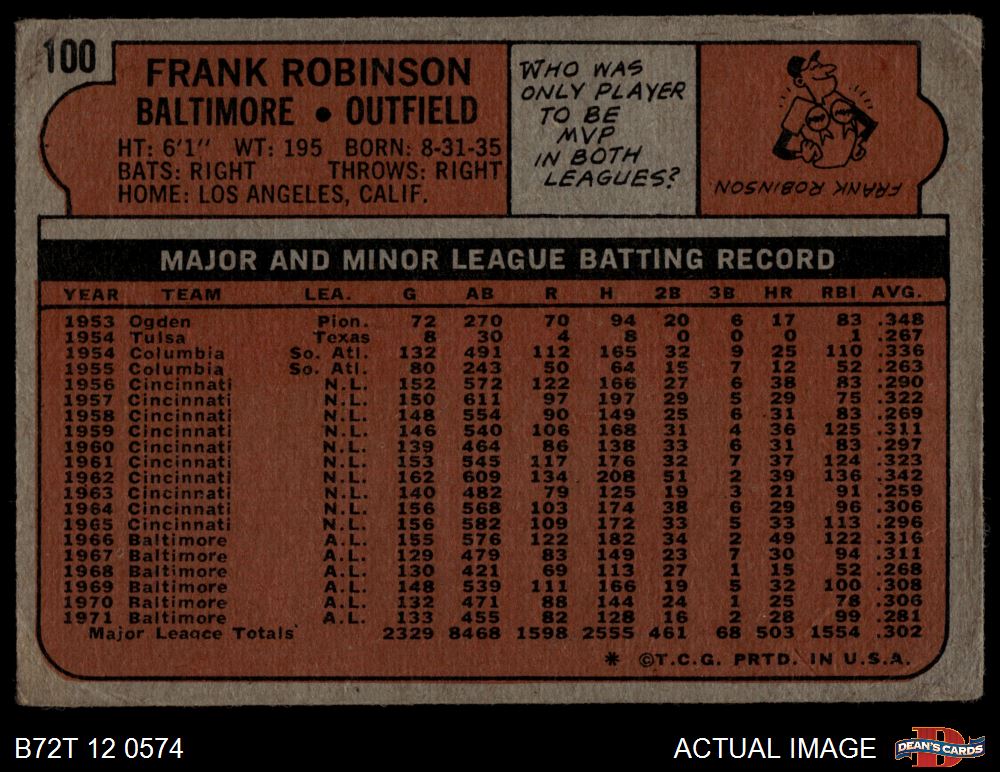 100
FRANK ROBINSON
BALTIMORE • OUTFIELD
HT: 6'1" WT: 195 BORN: 8-31-35
BATS: RIGHT THROWS: RIGHT
HOME: LOS ANGELES, CALIF.
WHO WAS
ONLY PLAYER
TO BE
MVP
IN BOTH
LEAGUES?
FRANK ROBINSON
MAJOR AND MINOR LEAGUE BATTING RECORD
YEAR TEAM LEA. G AB R H 2B 3B HR RBI AVG.
1953 Ogden Pion. 72 270 70 94 20 6 17 83 .348
1954 Tulsa Texas 8 30 4 8 0 0 0 1 .267
1954 Columbia So. Atl. 132 491 112 165 32 9 25 110 .336
1955 Columbia So. Atl. 80 243 50 64 15 7 12 52 .263
1956 Cincinnati N.L. 152 572 122 166 27 6 38 83 .290
1957 Cincinnati N.L. 150 611 97 197 29 5 29 75 .322
1958 Cincinnati N.L. 148 554 90 149 25 6 31 83 .269
1959 Cincinnati N.L. 146 540 106 168 31 4 36 125 .311
1960 Cincinnati N.L. 139 464 86 138 33 6 31 83 .297
1961 Cincinnati N.L. 153 545 117 176 32 7 37 124 .323
1962 Cincinnati N.L. 162 609 134 208 51 2 39 136 .342
1963 Cincinnati N.L. 140 482 79 125 19 3 21 91 .259
1964 Cincinnati N.L. 156 568 103 174 38 6 29 96 .306
1965 Cincinnati N.L. 156 582 109 172 33 5 33 113 .296
1966 Baltimore A.L. 155 576 122 182 34 2 49 122 .316
1967 Baltimore A.L. 129 479 83 149 23 7 30 94 .311
1968 Baltimore A.L. 130 421 69 113 27 1 15 52 .268
1969 Baltimore A.L. 148 539 111 166 19 5 32 100 .308
1970 Baltimore A.L. 132 471 88 144 24 1 25 78 .306
1971 Baltimore A.L. 133 455 82 128 16 2 28 99 .281
Major League Totals 2329 8468 1598 2555 461 68 503 1554 .302
* ©T.C.G. PRTD. IN U.S.A.
B72T 12 0574
ACTUAL IMAGE
DEAN'S CARDS